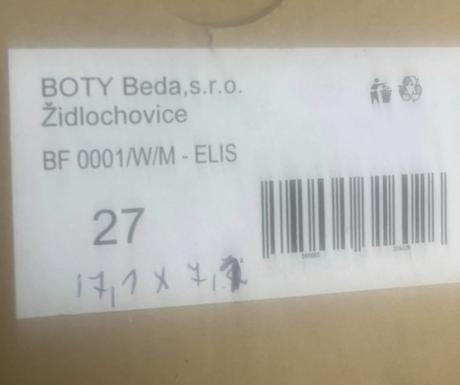 BOTY Beda,s.r.o.
Židlochovice
BF 0001/W/M - ELIS
27
17,1 x